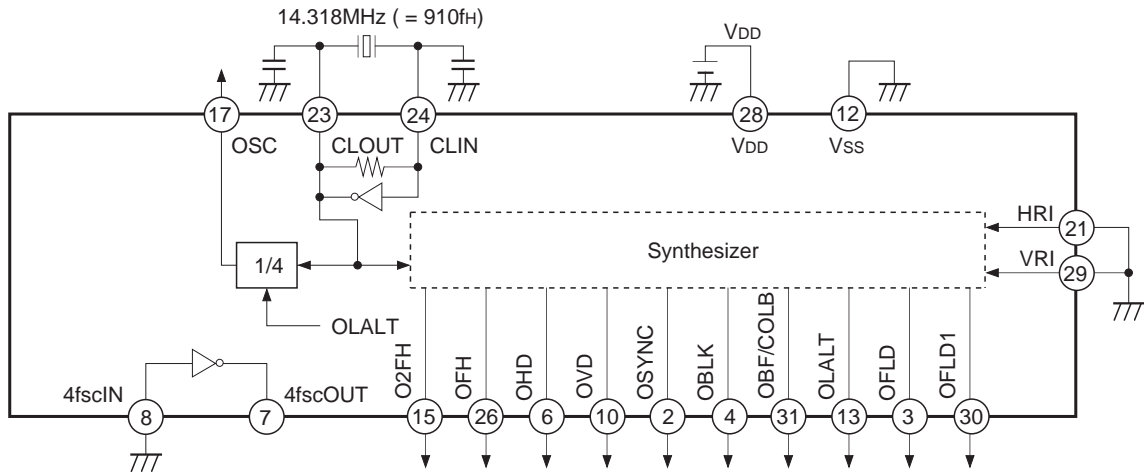 14.318MHz ( = 910fH)
VDD
17
23
24
28
12
OSC
CLOUT
CLIN
VDD
VSS
HRI
21
Synthesizer
VRI
29
1/4
OLALT
O2FH
OFH
OHD
OVD
OSYNC
OBLK
OBF/COLB
OLALT
OFLD
OFLD1
4fscIN
4fscOUT
8
7
15
26
6
10
2
4
31
13
3
30